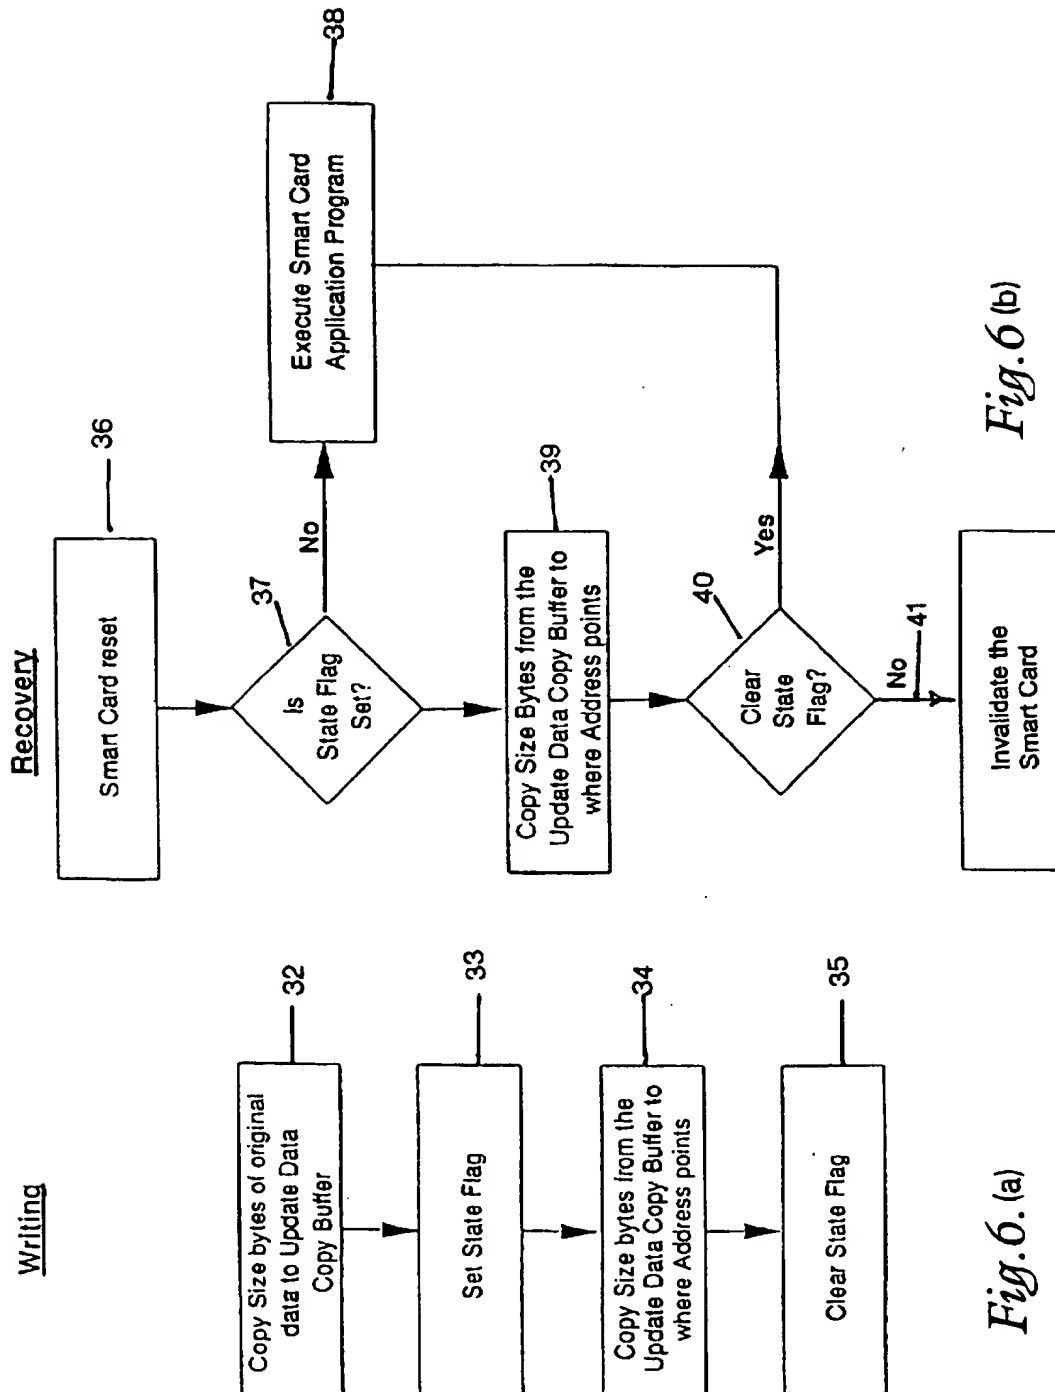 Writing
Copy Size bytes of original
data to Update Data
Copy Buffer
32
Set State Flag
33
Copy Size bytes from the
Update Data Copy Buffer to
where Address points
34
Clear State Flag
35
Fig.6.(a)
Recovery
Smart Card reset
36
Is
State Flag
Set?
37
No
Execute Smart Card
Application Program
38
Copy Size Bytes from the
Update Data Copy Buffer to
where Address points
39
Clear
State
Flag?
40
Yes
No
41
Invalidate the
Smart Card
Fig.6 (b)